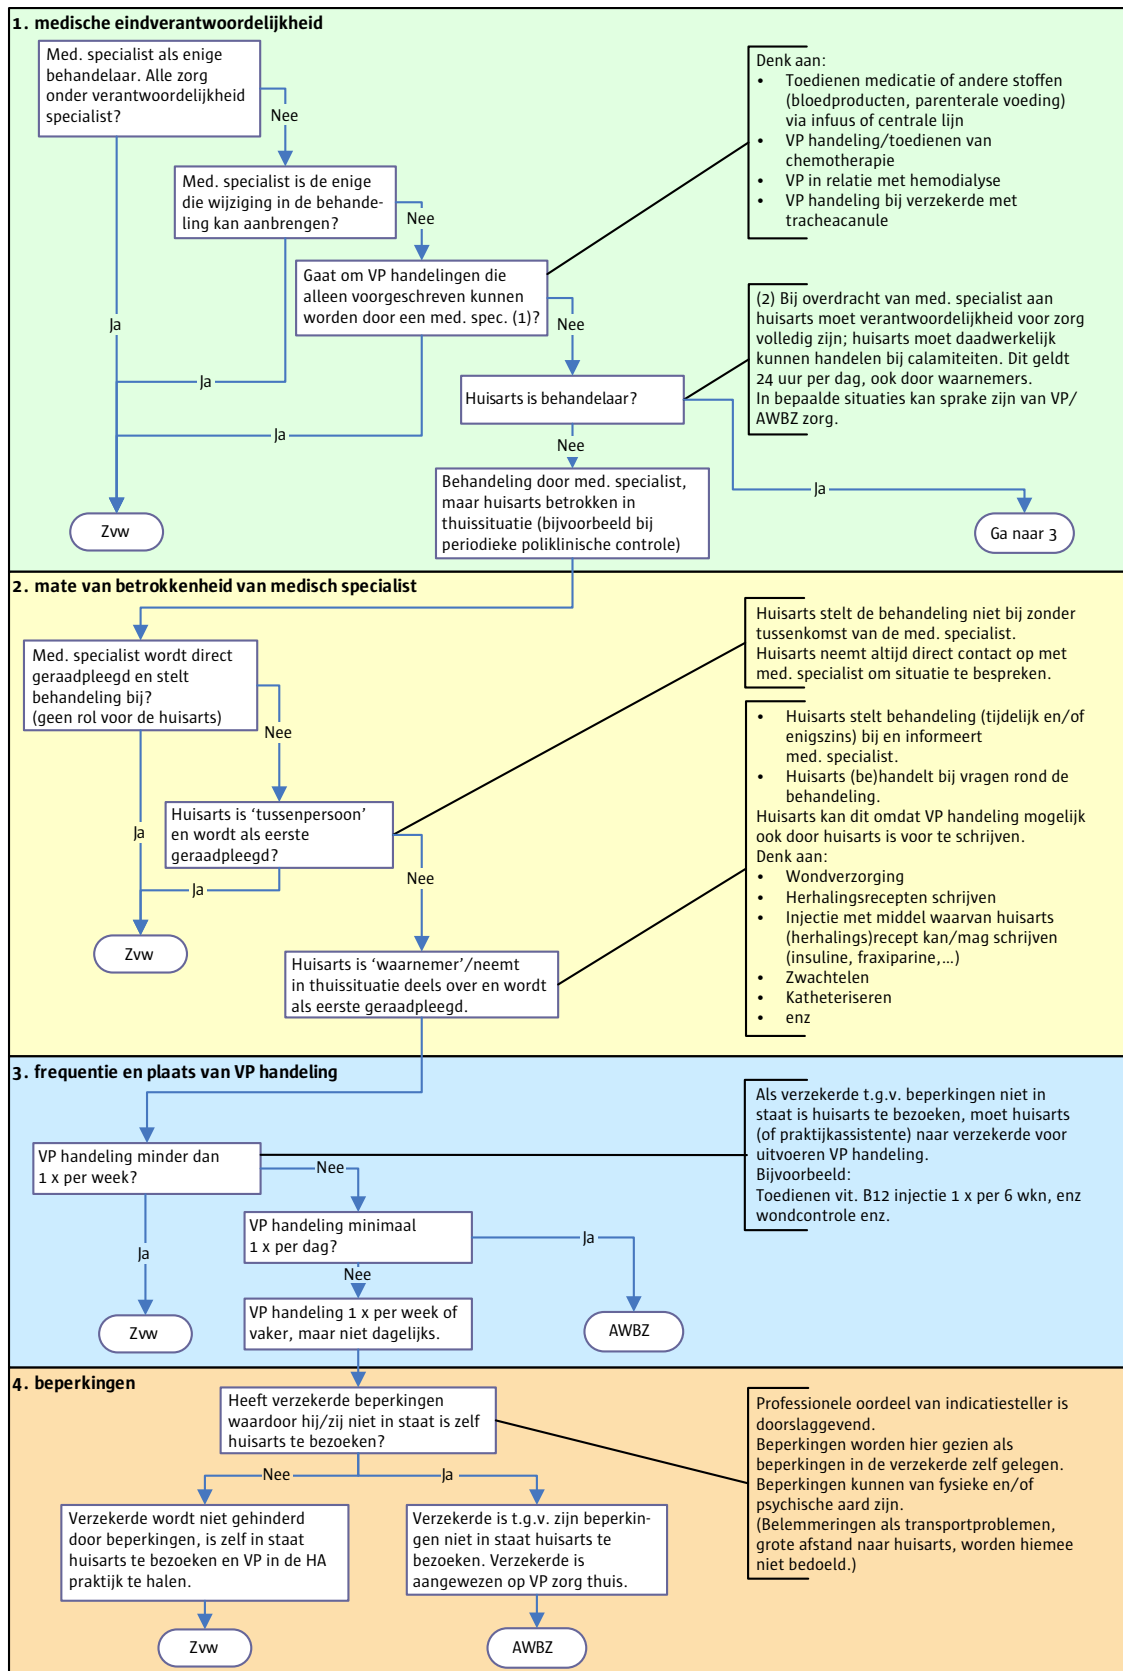 1. medische eindverantwoordelijkheid
Med. specialist als enige
behandelaar. Alle zorg
onder verantwoordelijkheid
specialist?
Nee
Denk aan:
• Toedienen medicatie of andere stoffen
(bloedproducten, parenterale voeding)
via infuus of centrale lijn
• VP handeling/toedienen van
chemotherapie
• VP in relatie met hemodialyse
• VP handeling bij verzekerde met
tracheacanule
Med. specialist is de enige
die wijziging in de behande-
ling kan aanbrengen?
Nee
Gaat om VP handelingen die
alleen voorgeschreven kunnen
worden door een med. spec. (1)?
Nee
(2) Bij overdracht van med. specialist aan
huisarts moet verantwoordelijkheid voor zorg
volledig zijn; huisarts moet daadwerkelijk
kunnen handelen bij calamiteiten. Dit geldt
24 uur per dag, ook door waarnemers.
In bepaalde situaties kan sprake zijn van VP/
AWBZ zorg.
Ja
Ja
Ja
Huisarts is behandelaar?
Nee
Behandeling door med. specialist,
maar huisarts betrokken in
thuissituatie (bijvoorbeeld bij
periodieke poliklinische controle)
Ja
Zvw
Ga naar 3
2. mate van betrokkenheid van medisch specialist
Med. specialist wordt direct
geraadpleegd en stelt
behandeling bij?
(geen rol voor de huisarts)
Nee
Huisarts stelt de behandeling niet bij zonder
tussenkomst van de med. specialist.
Huisarts neemt altijd direct contact op met
med. specialist om situatie te bespreken.
Huisarts is ‘tussenpersoon’
en wordt als eerste
geraadpleegd?
Ja
Ja
Nee
Zvw
• Huisarts stelt behandeling (tijdelijk en/of
enigszins) bij en informeert
med. specialist.
• Huisarts (be)handelt bij vragen rond de
behandeling.
Huisarts kan dit omdat VP handeling mogelijk
ook door huisarts is voor te schrijven.
Denk aan:
• Wondverzorging
• Herhalingsrecepten schrijven
• Injectie met middel waarvan huisarts
(herhalings)recept kan/mag schrijven
(insuline, fraxiparine,...)
• Zwachtelen
• Katheteriseren
• enz
Huisarts is ‘waarnemer’/neemt
in thuissituatie deels over en wordt
als eerste geraadpleegd.
3. frequentie en plaats van VP handeling
VP handeling minder dan
1 x per week?
Nee
Als verzekerde t.g.v. beperkingen niet in
staat is huisarts te bezoeken, moet huisarts
(of praktijkassistente) naar verzekerde voor
uitvoeren VP handeling.
Bijvoorbeeld:
Toedienen vit. B12 injectie 1 x per 6 wkn, enz
wondcontrole enz.
VP handeling minimaal
1 x per dag?
Ja
Ja
Nee
VP handeling 1 x per week of
vaker, maar niet dagelijks.
Zvw
AWBZ
4. beperkingen
Heeft verzekerde beperkingen
waardoor hij/zij niet in staat is zelf
huisarts te bezoeken?
Professionele oordeel van indicatiesteller is
doorslaggevend.
Beperkingen worden hier gezien als
beperkingen in de verzekerde zelf gelegen.
Beperkingen kunnen van fysieke en/of
psychische aard zijn.
(Belemmeringen als transportproblemen,
grote afstand naar huisarts, worden hiemee
niet bedoeld.)
Nee
Ja
Verzekerde wordt niet gehinderd
door beperkingen, is zelf in staat
huisarts te bezoeken en VP in de HA
praktijk te halen.
Verzekerde is t.g.v. zijn beperkin-
gen niet in staat huisarts te
bezoeken. Verzekerde is
aangewezen op VP zorg thuis.
Zvw
AWBZ